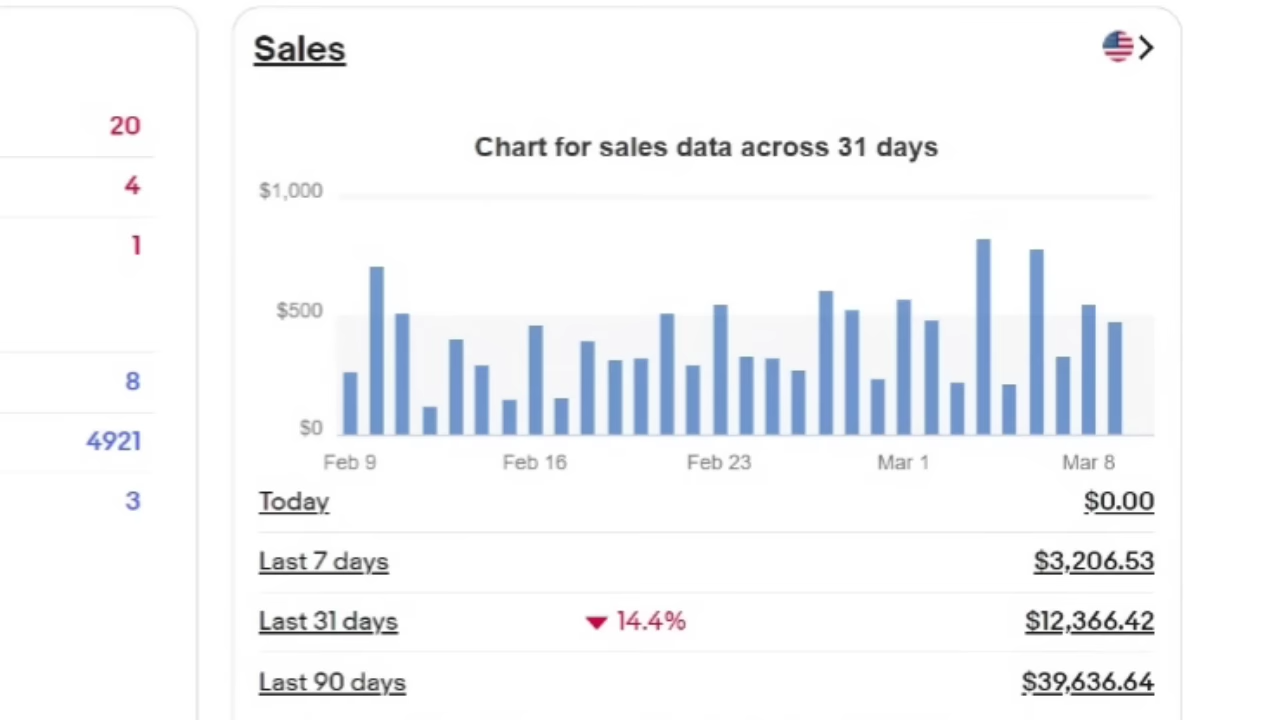 Sales
20
4
1
8
4921
3
Chart for sales data across 31 days
$1,000
$500
$0
Feb 9 Feb 16 Feb 23 Mar 1 Mar 8
Today $0.00
Last 7 days $3,206.53
Last 31 days 14.4% $12,366.42
Last 90 days $39,636.64